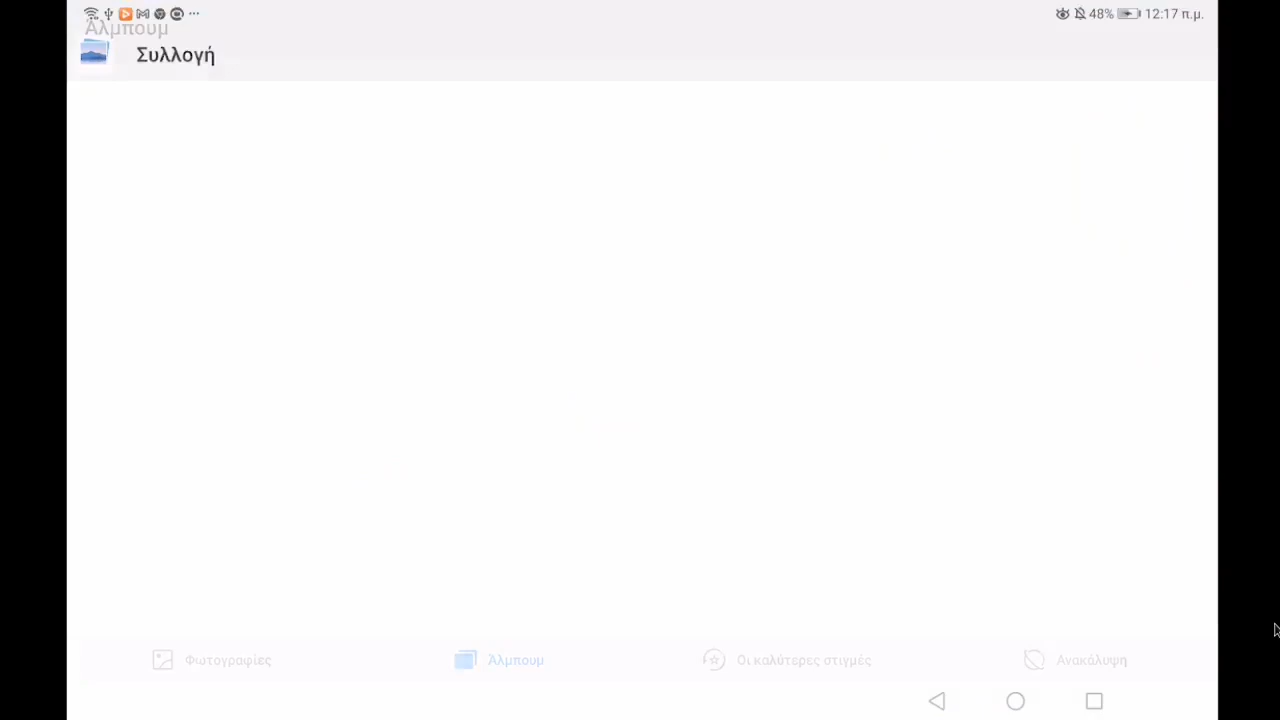 48% 12:17 π.μ.
Άλμπουμ
Συλλογή
Φωτογραφίες
Άλμπουμ
Οι καλύτερες στιγμές
Ανακάλυψη